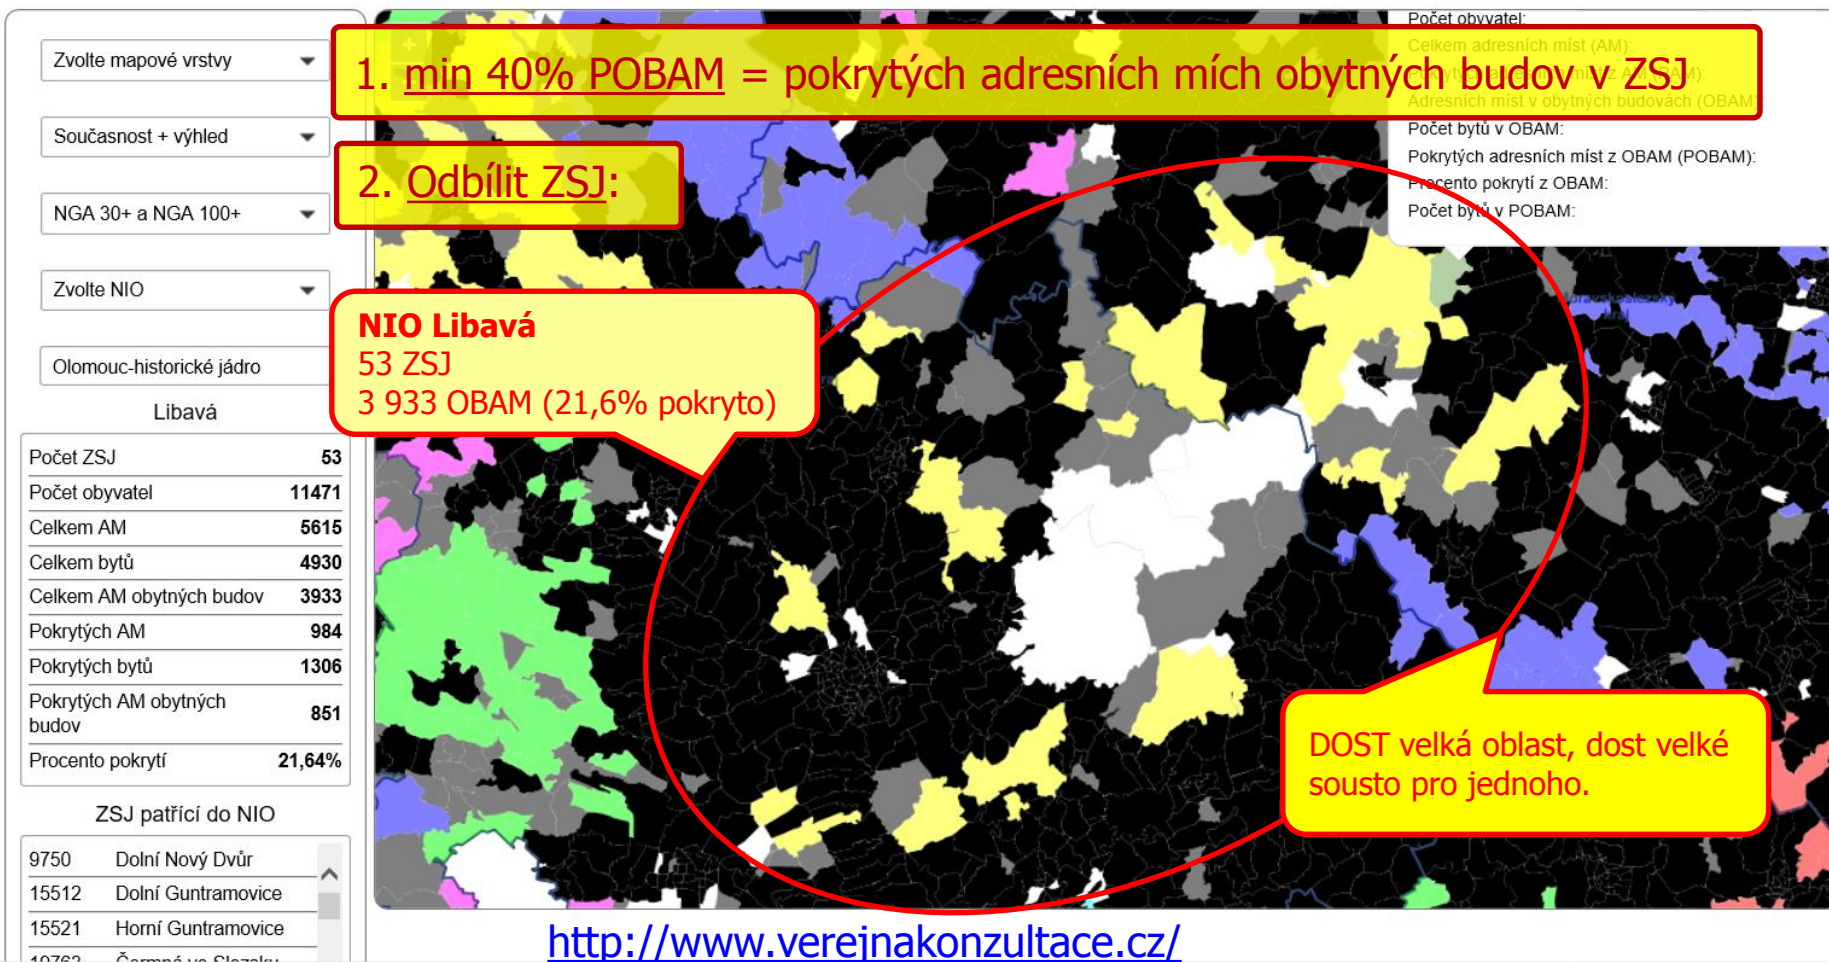 Zvolte mapové vrstvy
Současnost + výhled
NGA 30+ a NGA 100+
Zvolte NIO
Olomouc-historické jádro
Libavá
Počet ZSJ 53
Počet obyvatel 11471
Celkem AM 5615
Celkem bytů 4930
Celkem AM obytných budov 3933
Pokrytých AM 984
Pokrytých bytů 1306
Pokrytých AM obytných
budov 851
Procento pokrytí 21,64%
ZSJ patřící do NIO
9750 Dolní Nový Dvůr
15512 Dolní Guntramovice
15521 Horní Guntramovice
1. min 40% POBAM = pokrytých adresních mích obytných budov v ZSJ
2. Odbílit ZSJ:
NIO Libavá
53 ZSJ
3 933 OBAM (21,6% pokryto)
Počet obyvatel:
Celkem adresních míst (AM):
Pokrytých adresních míst z AM (PAM):
Adresních míst v obytných budovách (OBAM):
Počet bytů v OBAM:
Pokrytých adresních míst z OBAM (POBAM):
Procento pokrytí z OBAM:
Počet bytů v POBAM:
DOST velká oblast, dost velké
sousto pro jednoho.
http://www.verejnakonzultace.cz/